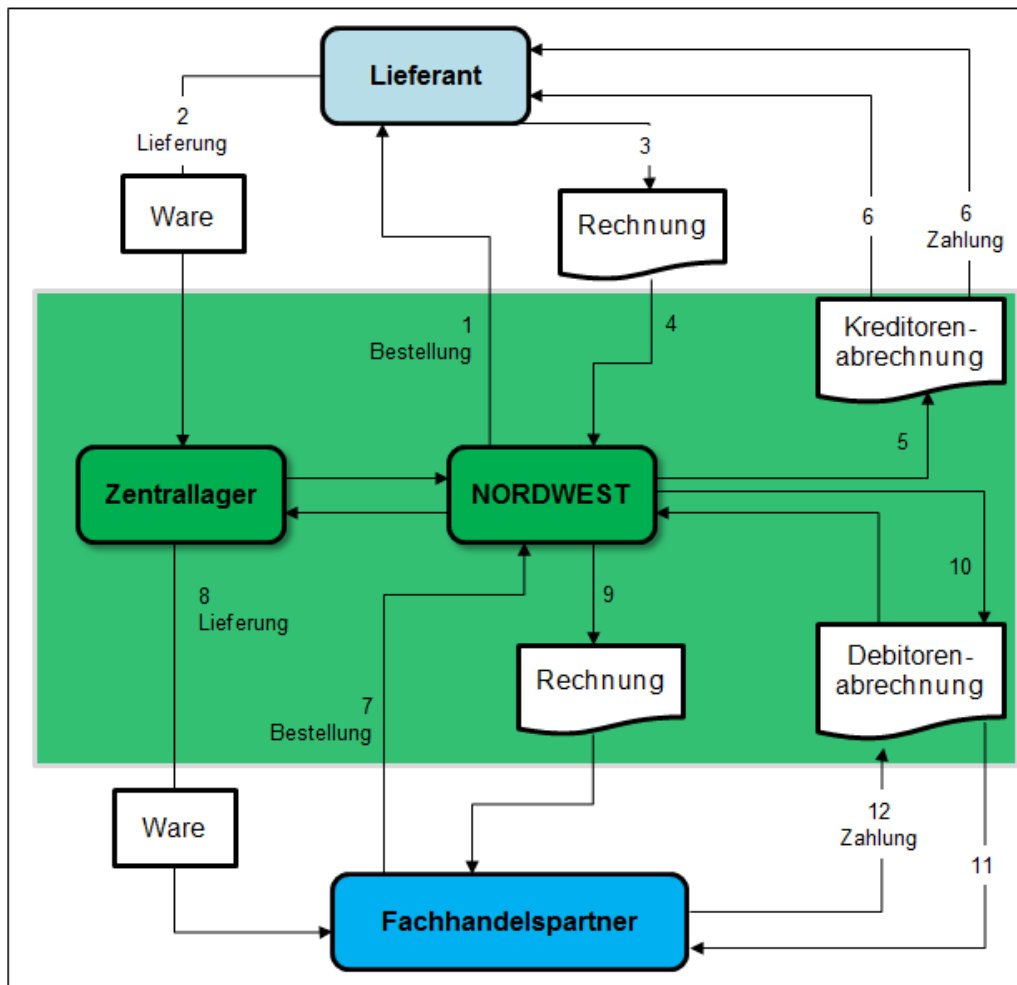 Lieferant
2
Lieferung
3
Ware
Rechnung
6
6
Zahlung
1
Bestellung
4
Kreditoren-
abrechnung
5
Zentrallager
NORDWEST
8
Lieferung
9
10
7
Bestellung
Rechnung
Debitoren-
abrechnung
Ware
12
Zahlung
11
Fachhandelspartner